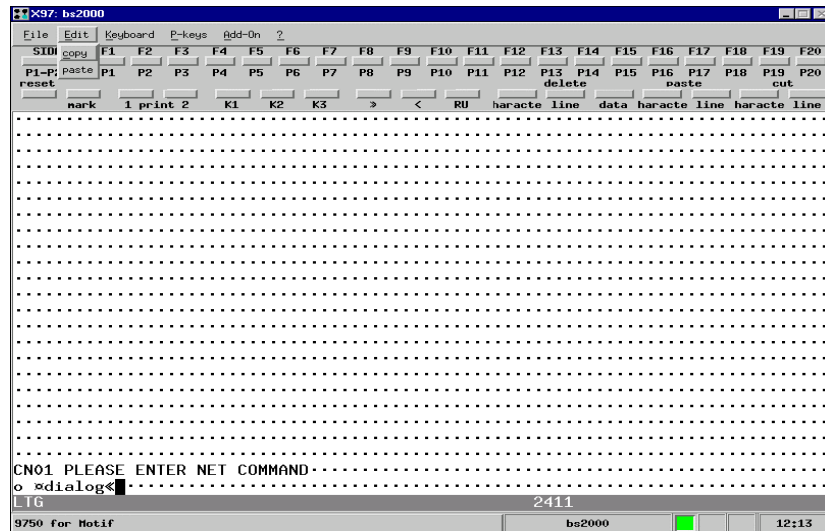 X97: bs2000
File Edit Keyboard P-keys Add-On ?
copy
paste
F1 F2 F3 F4 F5 F6 F7 F8 F9 F10 F11 F12 F13 F14 F15 F16 F17 F18 F19 F20
P1 P2 P3 P4 P5 P6 P7 P8 P9 P10 P11 P12 P13 P14 P15 P16 P17 P18 P19 P20
reset delete paste cut
mark 1 print 2 K1 K2 K3 » < RU haracte line data haracte line haracte line
CN01 PLEASE ENTER NET COMMAND
o ¤dialog«
LTG 2411
9750 for Motif bs2000 12:13